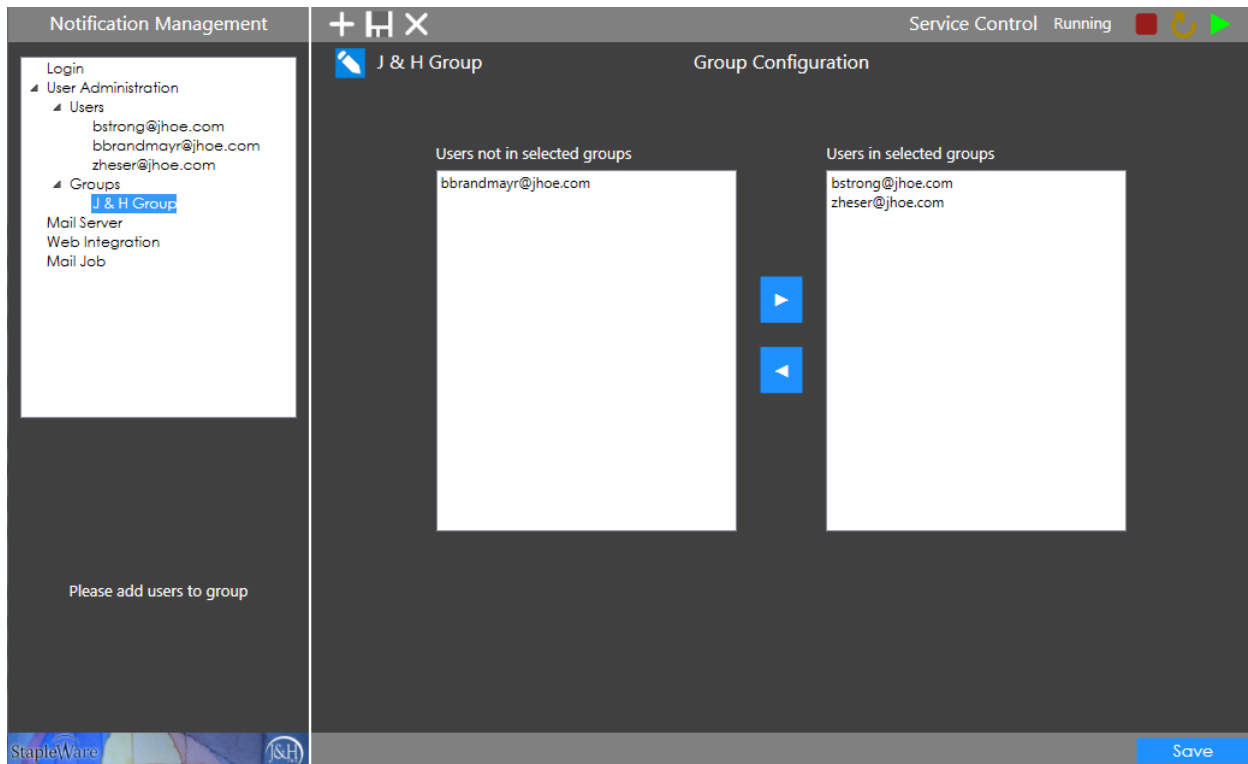 Notification Management
Service Control Running
Login
User Administration
Users
bstrong@jhoe.com
bbrandmayr@jhoe.com
zheser@jhoe.com
Groups
J & H Group
Mail Server
Web Integration
Mail Job
Please add users to group
StapleWare
J&H
J & H Group
Group Configuration
Users not in selected groups
bbrandmayr@jhoe.com
Users in selected groups
bstrong@jhoe.com
zheser@jhoe.com
Save